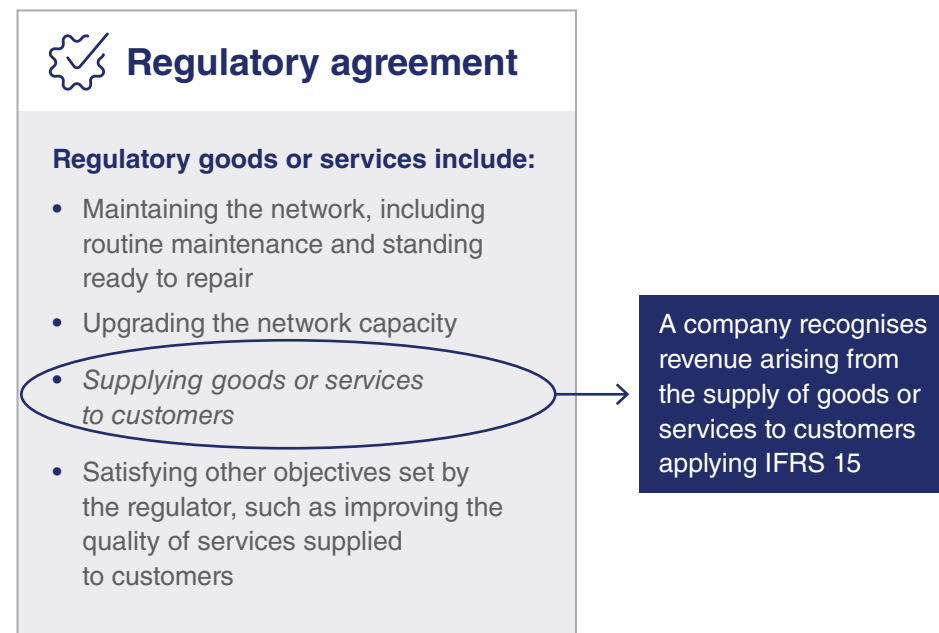 Regulatory agreement
Regulatory goods or services include:
• Maintaining the network, including
routine maintenance and standing
ready to repair
• Upgrading the network capacity
• Supplying goods or services
to customers
• Satisfying other objectives set by
the regulator, such as improving the
quality of services supplied
to customers
A company recognises
revenue arising from
the supply of goods or
services to customers
applying IFRS 15